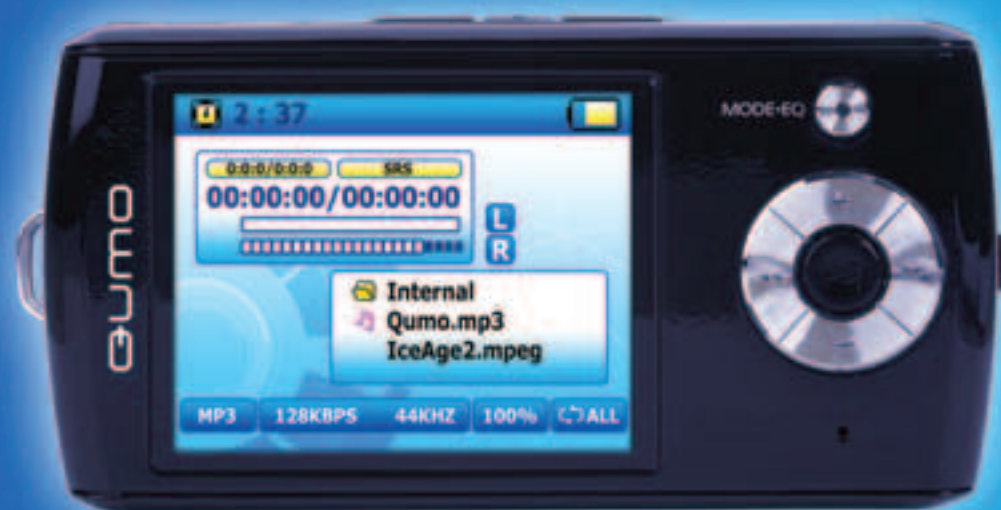 2 : 37
MODE•EQ
0:0:0/0:0:0 SRS
00:00:00/00:00:00
L
R
QUMO
Internal
Qumo.mp3
IceAge2.mpeg
MP3 128KBPS 44KHZ 100% ALL